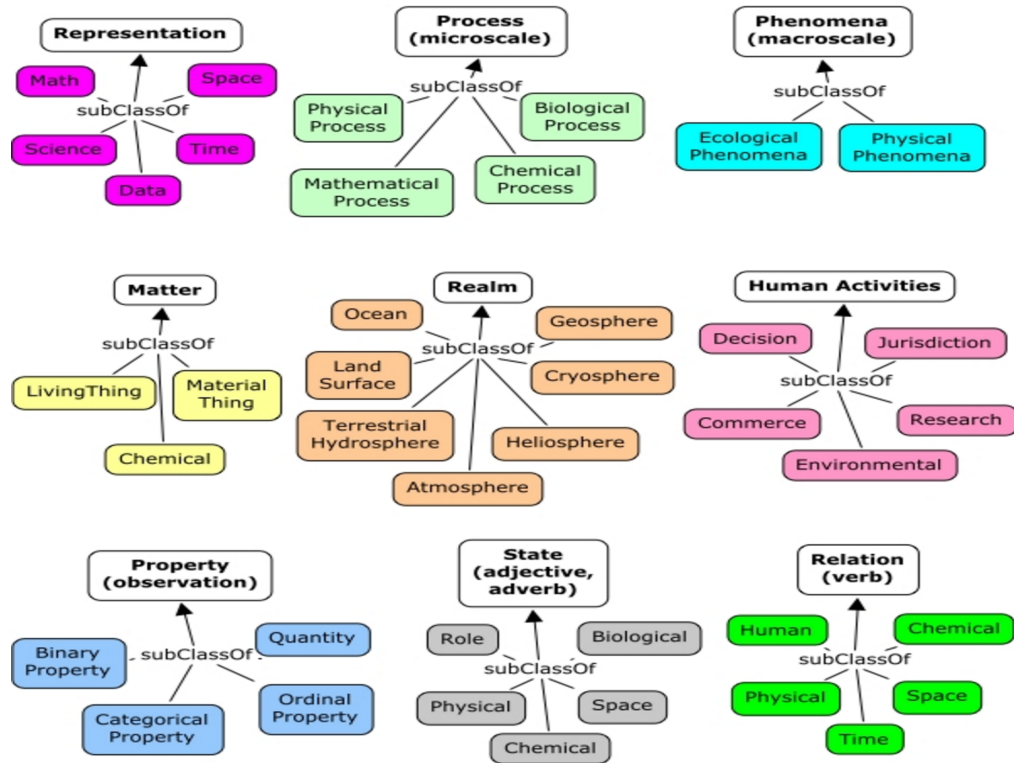 Representation
Math
Space
subClassOf
Science
Time
Data
Process
(microscale)
subClassOf
Physical
Process
Biological
Process
Mathematical
Process
Chemical
Process
Phenomena
(macroscale)
subClassOf
Ecological
Phenomena
Physical
Phenomena
Matter
subClassOf
LivingThing
Material
Thing
Chemical
Realm
Ocean
Geosphere
subClassOf
Land
Surface
Cryosphere
Terrestrial
Hydrosphere
Heliosphere
Atmosphere
Human Activities
Decision
Jurisdiction
subClassOf
Commerce
Research
Environmental
Property
(observation)
Quantity
subClassOf
Binary
Property
Ordinal
Property
Categorical
Property
State
(adjective,
adverb)
Role
Biological
subClassOf
Physical
Space
Chemical
Relation
(verb)
Human
Chemical
subClassOf
Physical
Space
Time